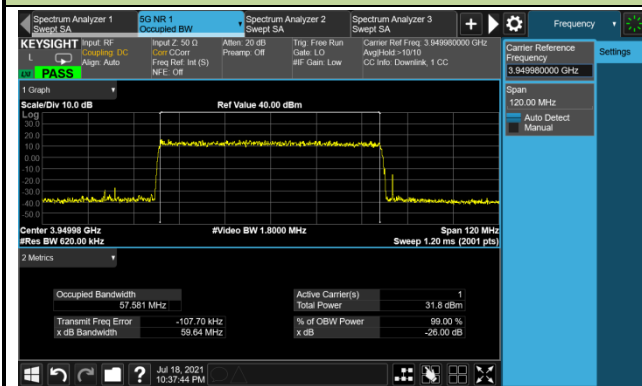 Spectrum Analyzer 1
Swept SA
5G NR 1
Occupied BW
Spectrum Analyzer 2
Swept SA
Spectrum Analyzer 3
Swept SA
Frequency
KEYSIGHT
L
PASS
Input: RF
Coupling: DC
Align: Auto
Input Z: 50 Ω
Corr CCorr
Freq Ref: Int (S)
NFE: Off
Atten: 20 dB
Preamp: Off
Trig: Free Run
Gate: LO
#IF Gain: Low
Carrier Ref Freq: 3.949980000 GHz
Avg|Hold:>10/10
CC Info: Downlink, 1 CC
Carrier Reference
Frequency
3.949980000 GHz
Span
120.00 MHz
Auto Detect
Manual
Settings
1 Graph
Scale/Div 10.0 dB
Ref Value 40.00 dBm
Log
30.0
20.0
10.0
0.00
-10.0
-20.0
-30.0
-40.0
-50.0
Center 3.94998 GHz
#Video BW 1.8000 MHz
Span 120 MHz
#Res BW 620.00 kHz
Sweep 1.20 ms (2001 pts)
2 Metrics
Occupied Bandwidth
57.581 MHz
Active Carrier(s) 1
Total Power 31.8 dBm
Transmit Freq Error -107.70 kHz
x dB Bandwidth 59.64 MHz
% of OBW Power 99.00 %
x dB -26.00 dB
?
Jul 18, 2021
10:37:44 PM